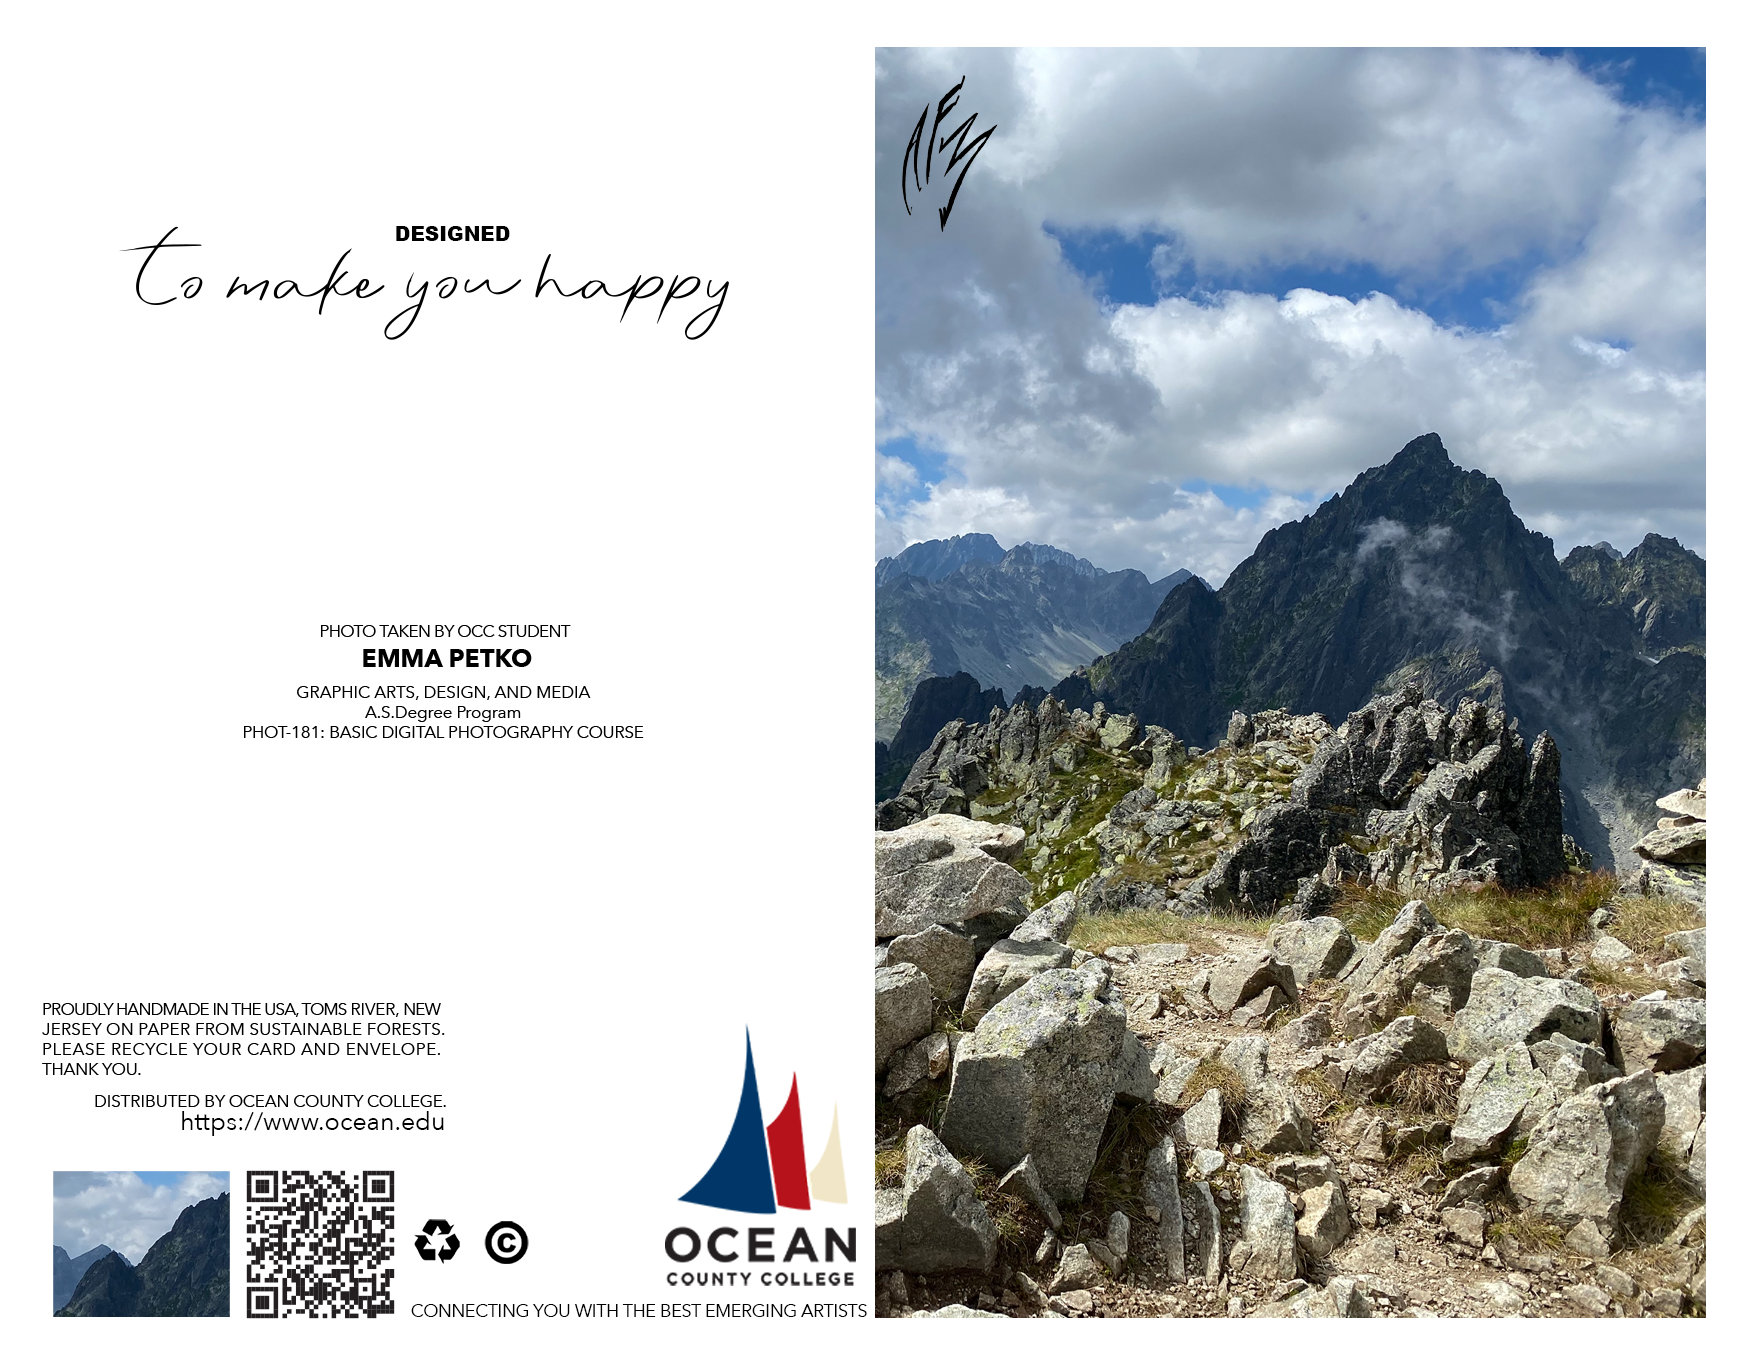 DESIGNED
to make you happy
PHOTO TAKEN BY OCC STUDENT
EMMA PETKO
GRAPHIC ARTS, DESIGN, AND MEDIA
A.S.Degree Program
PHOT-181: BASIC DIGITAL PHOTOGRAPHY COURSE
PROUDLY HANDMADE IN THE USA, TOMS RIVER, NEW
JERSEY ON PAPER FROM SUSTAINABLE FORESTS.
PLEASE RECYCLE YOUR CARD AND ENVELOPE.
THANK YOU.
DISTRIBUTED BY OCEAN COUNTY COLLEGE.
https://www.ocean.edu
©
OCEAN
COUNTY COLLEGE
CONNECTING YOU WITH THE BEST EMERGING ARTISTS